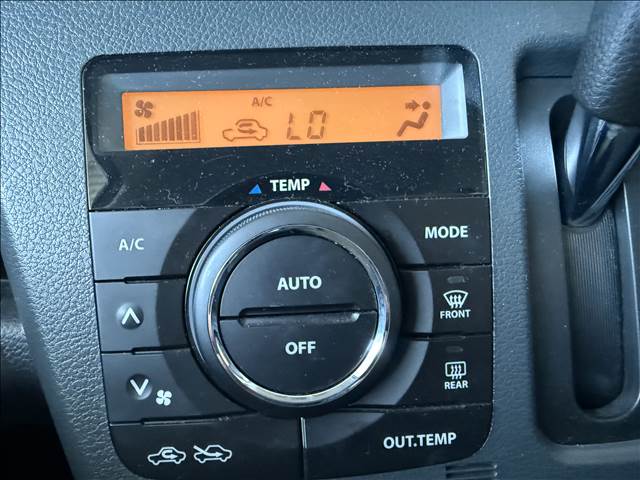 A/C
LO
TEMP
A/C
MODE
AUTO
OFF
FRONT
REAR
OUT.TEMP